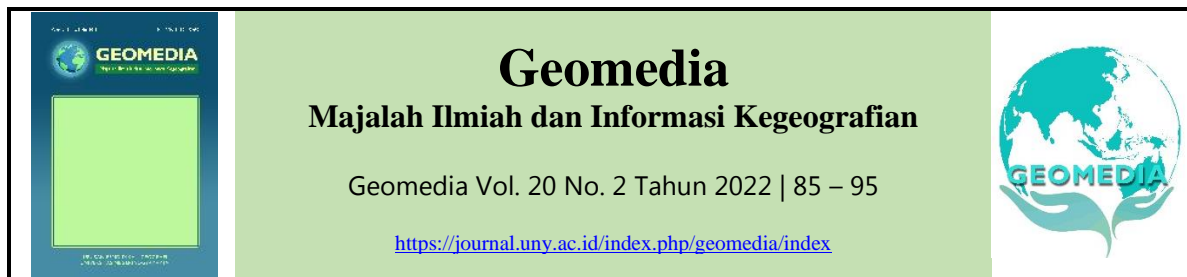 GEOMEDIA
Geomedia
Majalah Ilmiah dan Informasi Kegeografian
Geomedia Vol. 20 No. 2 Tahun 2022 | 85 – 95
https://journal.uny.ac.id/index.php/geomedia/index
GEOMEDIA